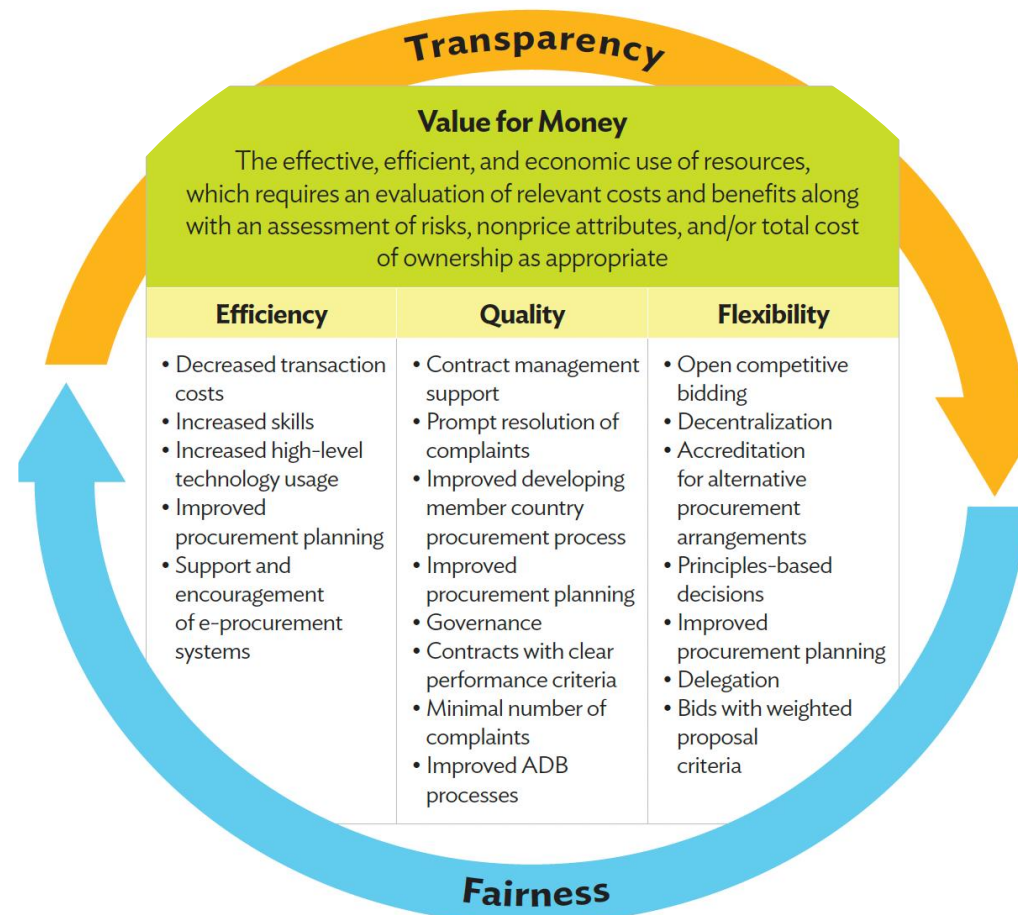 Transparency
Value for Money
The effective, efficient, and economic use of resources,
which requires an evaluation of relevant costs and benefits along
with an assessment of risks, nonprice attributes, and/or total cost
of ownership as appropriate
Efficiency
• Decreased transaction
costs
• Increased skills
• Increased high-level
technology usage
• Improved
procurement planning
• Support and
encouragement
of e-procurement
systems
Quality
• Contract management
support
• Prompt resolution of
complaints
• Improved developing
member country
procurement process
• Improved
procurement planning
• Governance
• Contracts with clear
performance criteria
• Minimal number of
complaints
• Improved ADB
processes
Flexibility
• Open competitive
bidding
• Decentralization
• Accreditation
for alternative
procurement
arrangements
• Principles-based
decisions
• Improved
procurement planning
• Delegation
• Bids with weighted
proposal
criteria
Fairness